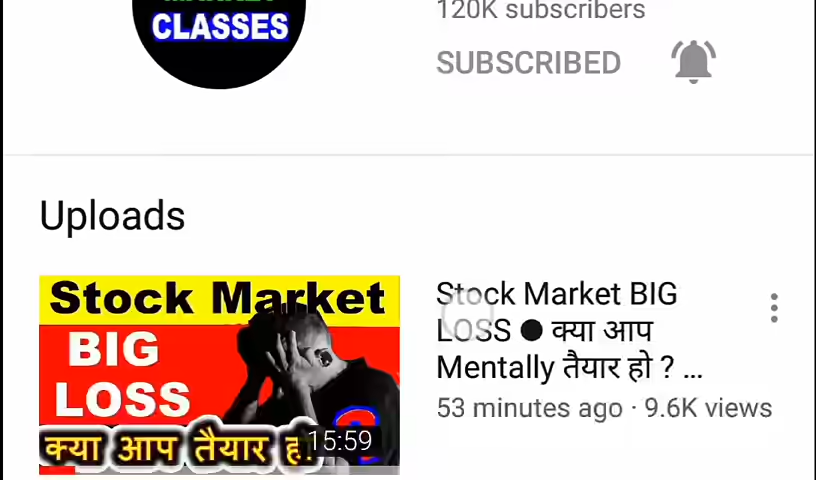 CLASSES
120K subscribers
SUBSCRIBED
Uploads
Stock Market
BIG
LOSS
क्या आप तैयार हो
15:59
Stock Market BIG
LOSS ● क्या आप
Mentally तैयार हो ? ...
53 minutes ago · 9.6K views